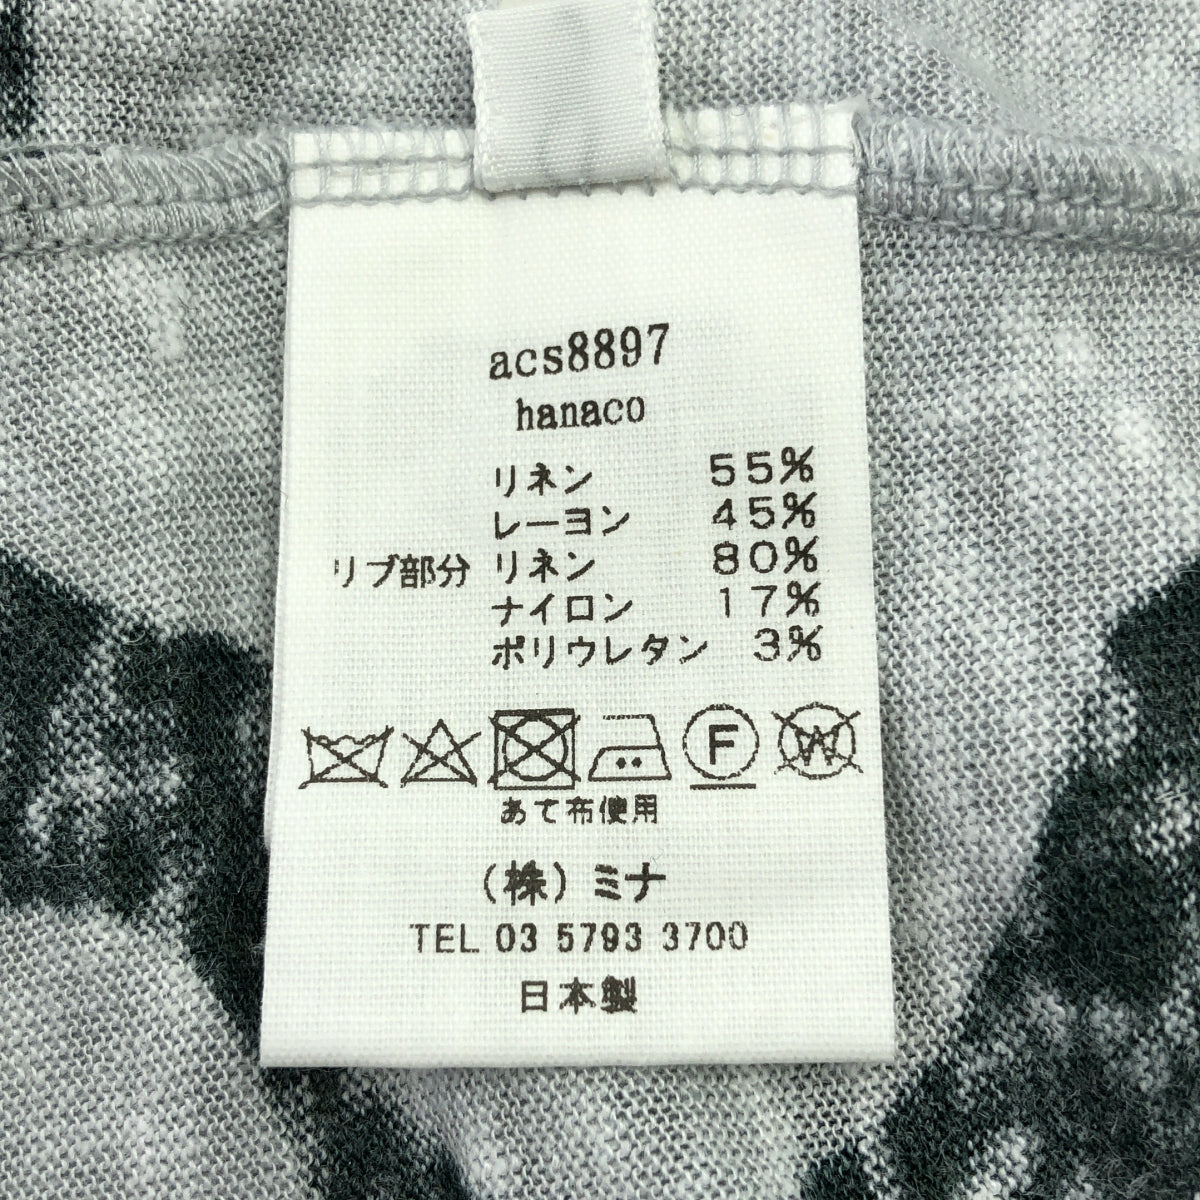 acs8897
hanaco
リネン 55%
レーヨン 45%
リブ部分 リネン 80%
ナイロン 17%
ポリウレタン 3%
F W
あて布使用
(株)ミナ
TEL 03 5793 3700
日本製